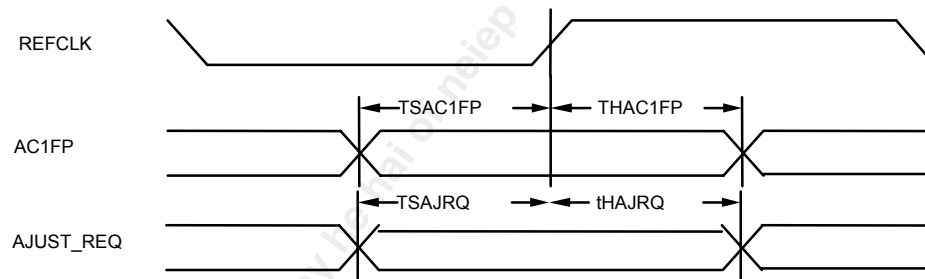 REFCLK
TSAC1FP THAC1FP
AC1FP
TSAJRQ tHAJRQ
AJUST_REQ